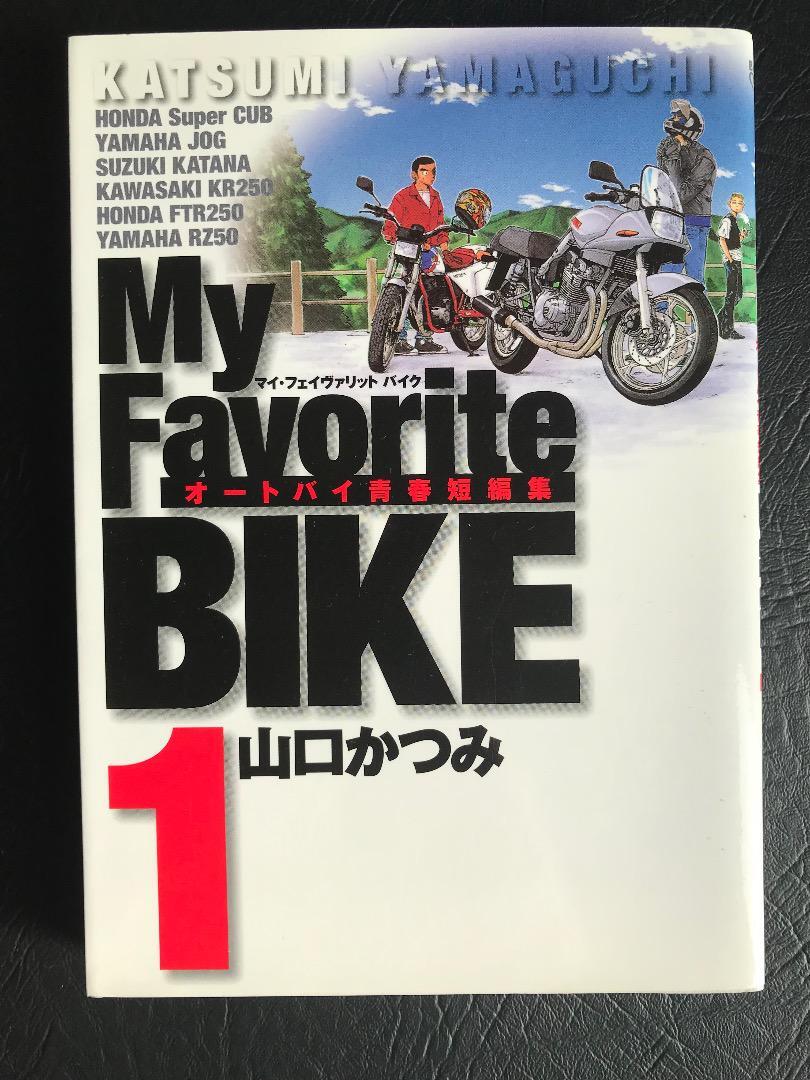 KATSUMI YAMAGUCHI
HONDA Super CUB
YAMAHA JOG
SUZUKI KATANA
KAWASAKI KR250
HONDA FTR250
YAMAHA RZ50
My
マイ・フェイヴァリット バイク
Favorite
オートバイ青春短編集
BIKE
1
山口かつみ